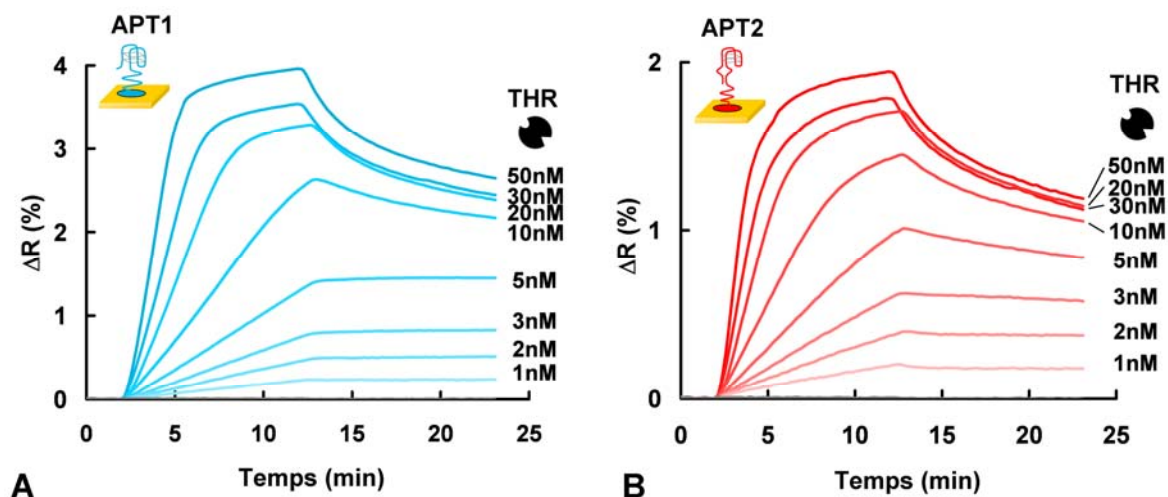 APT1
4
3
2
1
0
ΔR (%)
0 5 10 15 20 25
Temps (min)
THR
50nM
30nM
20nM
10nM
5nM
3nM
2nM
1nM
A
APT2
2
1
0
ΔR (%)
0 5 10 15 20 25
Temps (min)
THR
50nM
20nM
30nM
10nM
5nM
3nM
2nM
1nM
B